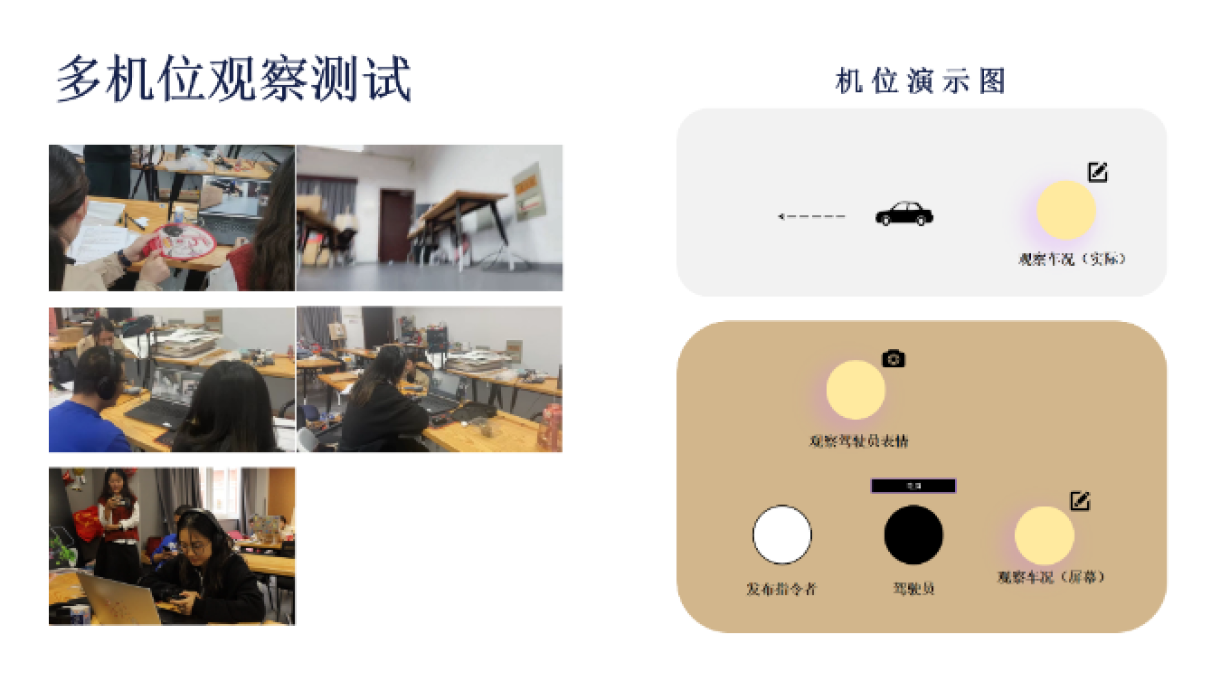 多机位观察测试
机位演示图
观察车况（实际）
观察驾驶员表情
发布指令者
驾驶员
观察车况（屏幕）